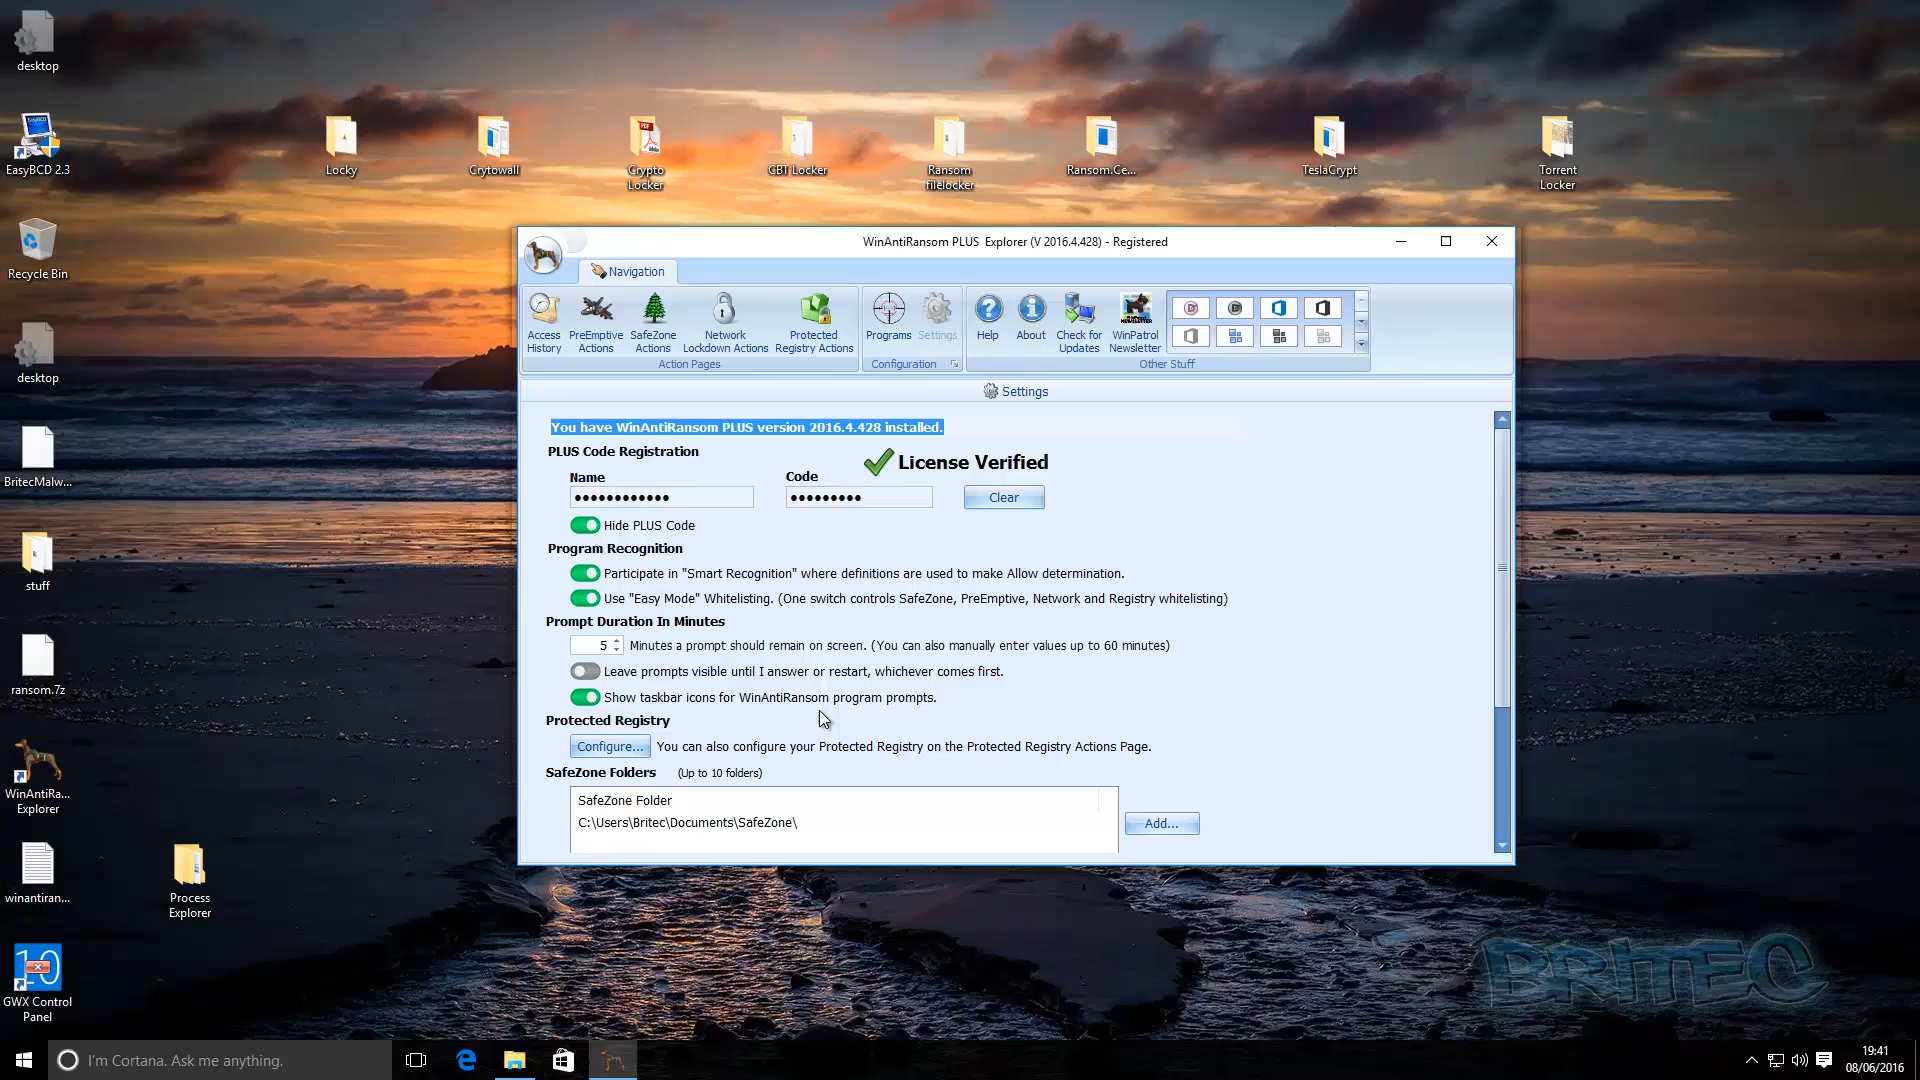 desktop
EasyBCD 2.3
Recycle Bin
desktop
BritecMalw...
stuff
ransom.7z
WinAntiRa...
Explorer
winantiran...
GWX Control
Panel
Process
Explorer
Locky
Crytowall
Crypto
Locker
GBT Locker
Ransom
filelocker
Ransom.Ce...
TeslaCrypt
Torrent
Locker
WinAntiRansom PLUS Explorer (V 2016.4.428) - Registered
Navigation
Access
History
PreEmptive
Actions
SafeZone
Actions
Network
Lockdown Actions
Protected
Registry Actions
Programs
Settings
Help
About
Check for
Updates
WinPatrol
Newsletter
Action Pages
Configuration
Other Stuff
Settings
You have WinAntiRansom PLUS version 2016.4.428 installed.
PLUS Code Registration
License Verified
Name
Code
Clear
Hide PLUS Code
Program Recognition
Participate in "Smart Recognition" where definitions are used to make Allow determination.
Use "Easy Mode" Whitelisting. (One switch controls SafeZone, PreEmptive, Network and Registry whitelisting)
Prompt Duration In Minutes
5 Minutes a prompt should remain on screen. (You can also manually enter values up to 60 minutes)
Leave prompts visible until I answer or restart, whichever comes first.
Show taskbar icons for WinAntiRansom program prompts.
Protected Registry
Configure... You can also configure your Protected Registry on the Protected Registry Actions Page.
SafeZone Folders (Up to 10 folders)
SafeZone Folder
C:\Users\Britec\Documents\SafeZone\
Add...
BRITEC
I'm Cortana. Ask me anything.
19:41
08/06/2016